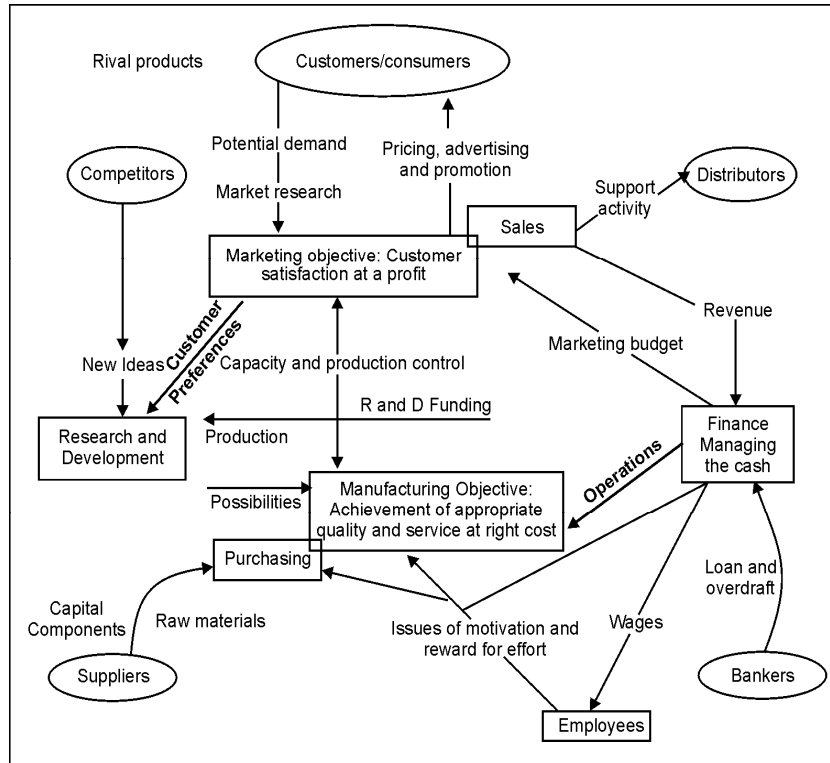 Rival products
Customers/consumers
Potential demand
Pricing, advertising
and promotion
Competitors
Market research
Support
activity
Distributors
Sales
Marketing objective: Customer
satisfaction at a profit
Revenue
Marketing budget
Customer
Preferences
New Ideas
Capacity and production control
R and D Funding
Research and
Development
Production
Finance
Managing
the cash
Operations
Possibilities
Manufacturing Objective:
Achievement of appropriate
quality and service at right cost
Purchasing
Loan and
overdraft
Capital
Components
Raw materials
Issues of motivation and
reward for effort
Wages
Suppliers
Bankers
Employees